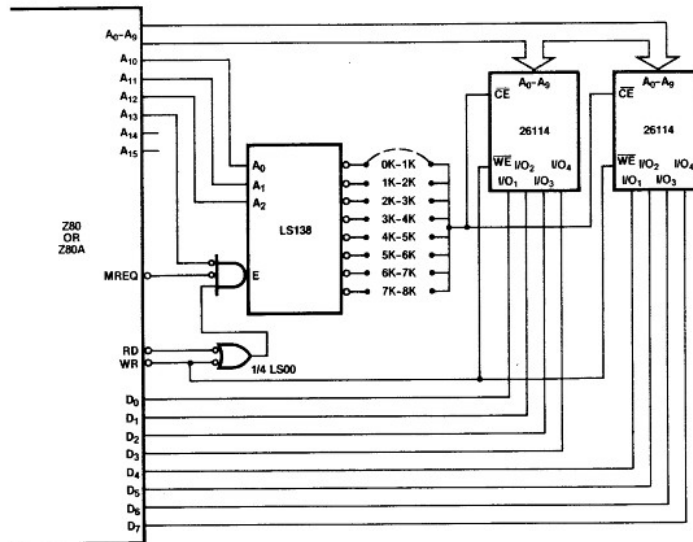 A0–A9
A10
A11
A12
A13
A14
A15
Z80
OR
Z80A
MREQ
RD
WR
D0
D1
D2
D3
D4
D5
D6
D7
A0
A1
A2
LS138
E
1/4 LS00
0K–1K
1K–2K
2K–3K
3K–4K
4K–5K
5K–6K
6K–7K
7K–8K
A0–A9
CE
26114
WE I/O2 I/O4
I/O1 I/O3
A0–A9
CE
26114
WE I/O2 I/O4
I/O1 I/O3